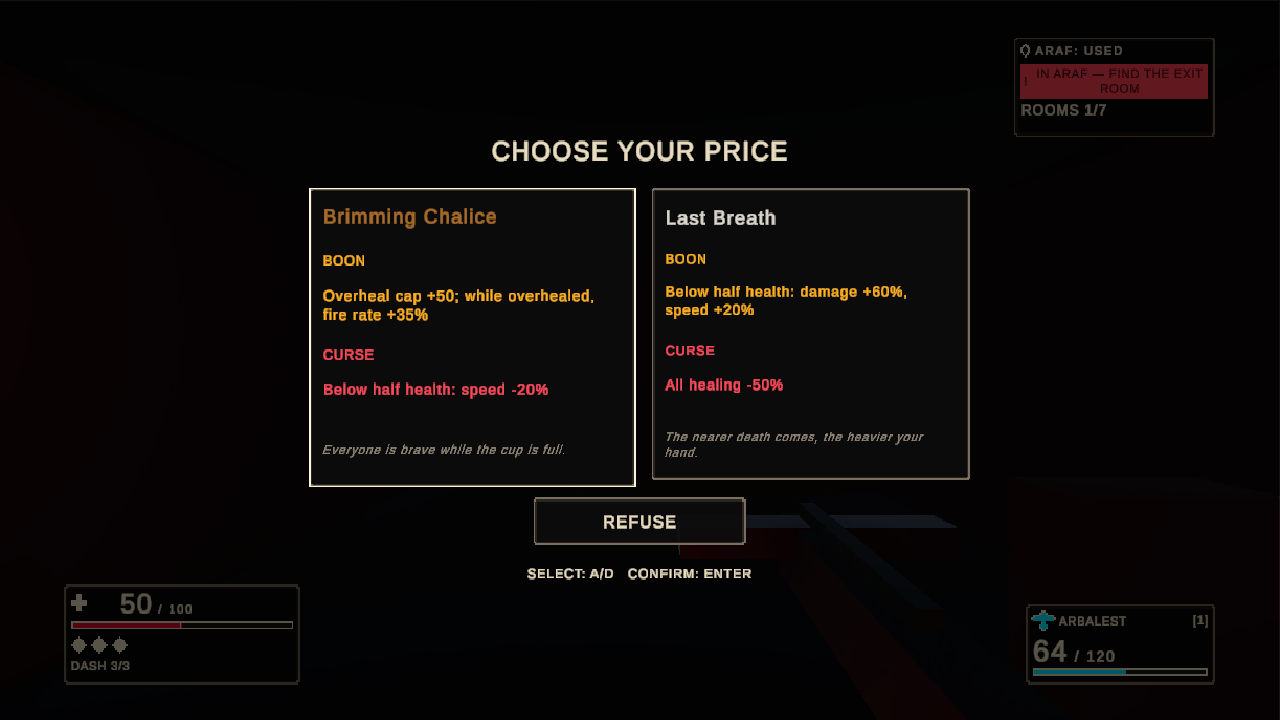 ARAF: USED
! IN ARAF — FIND THE EXIT
ROOM
ROOMS 1/7
CHOOSE YOUR PRICE
Brimming Chalice
BOON
Overheal cap +50; while overhealed,
fire rate +35%
CURSE
Below half health: speed -20%
Everyone is brave while the cup is full.
Last Breath
BOON
Below half health: damage +60%,
speed +20%
CURSE
All healing -50%
The nearer death comes, the heavier your
hand.
REFUSE
SELECT: A/D CONFIRM: ENTER
50 / 100
DASH 3/3
ARBALEST [1]
64 / 120